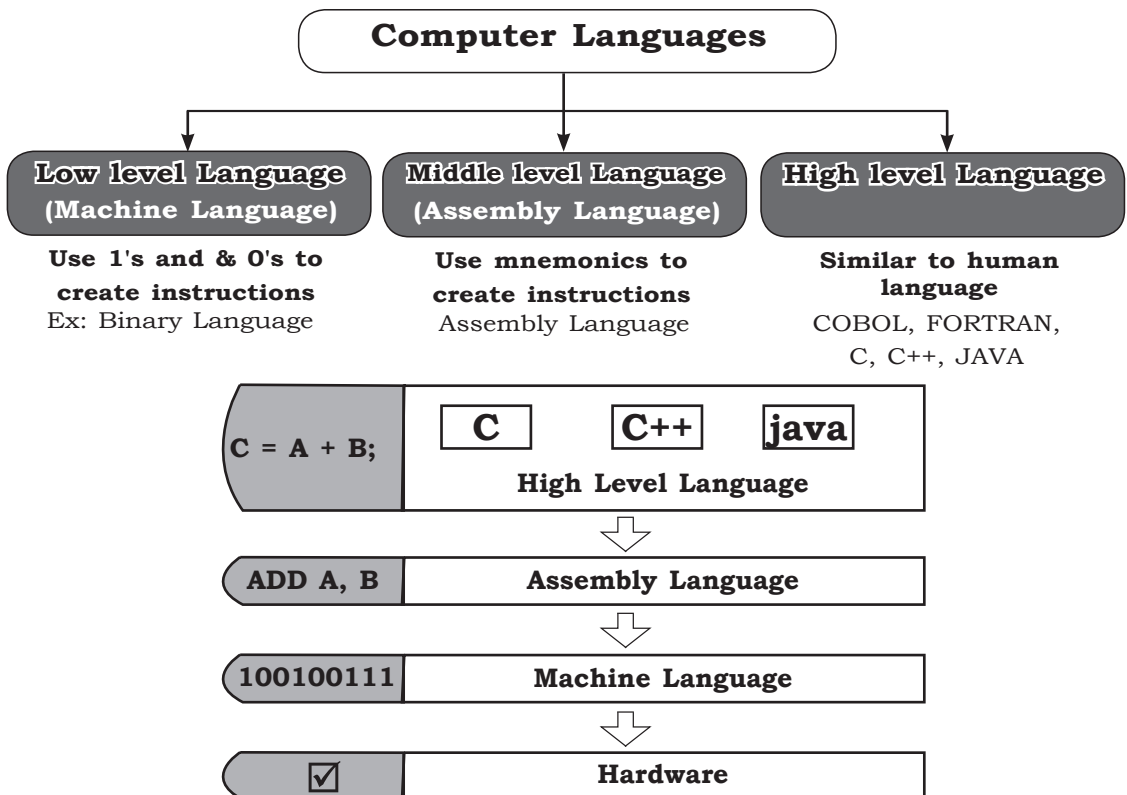 Computer Languages
Low level Language
(Machine Language)
Use 1's and & 0's to
create instructions
Ex: Binary Language
Middle level Language
(Assembly Language)
Use mnemonics to
create instructions
Assembly Language
High level Language
Similar to human
language
COBOL, FORTRAN,
C, C++, JAVA
C = A + B;
C C++ java
High Level Language
ADD A, B Assembly Language
100100111 Machine Language
Hardware